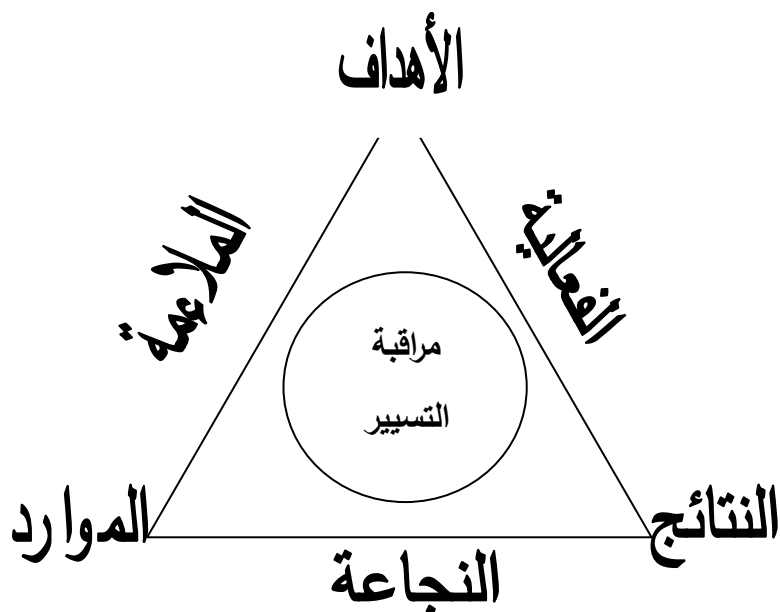 الأهداف
الفعالية
الملاءمة
مراقبة
التسيير
النتائج
الموارد
النجاعة